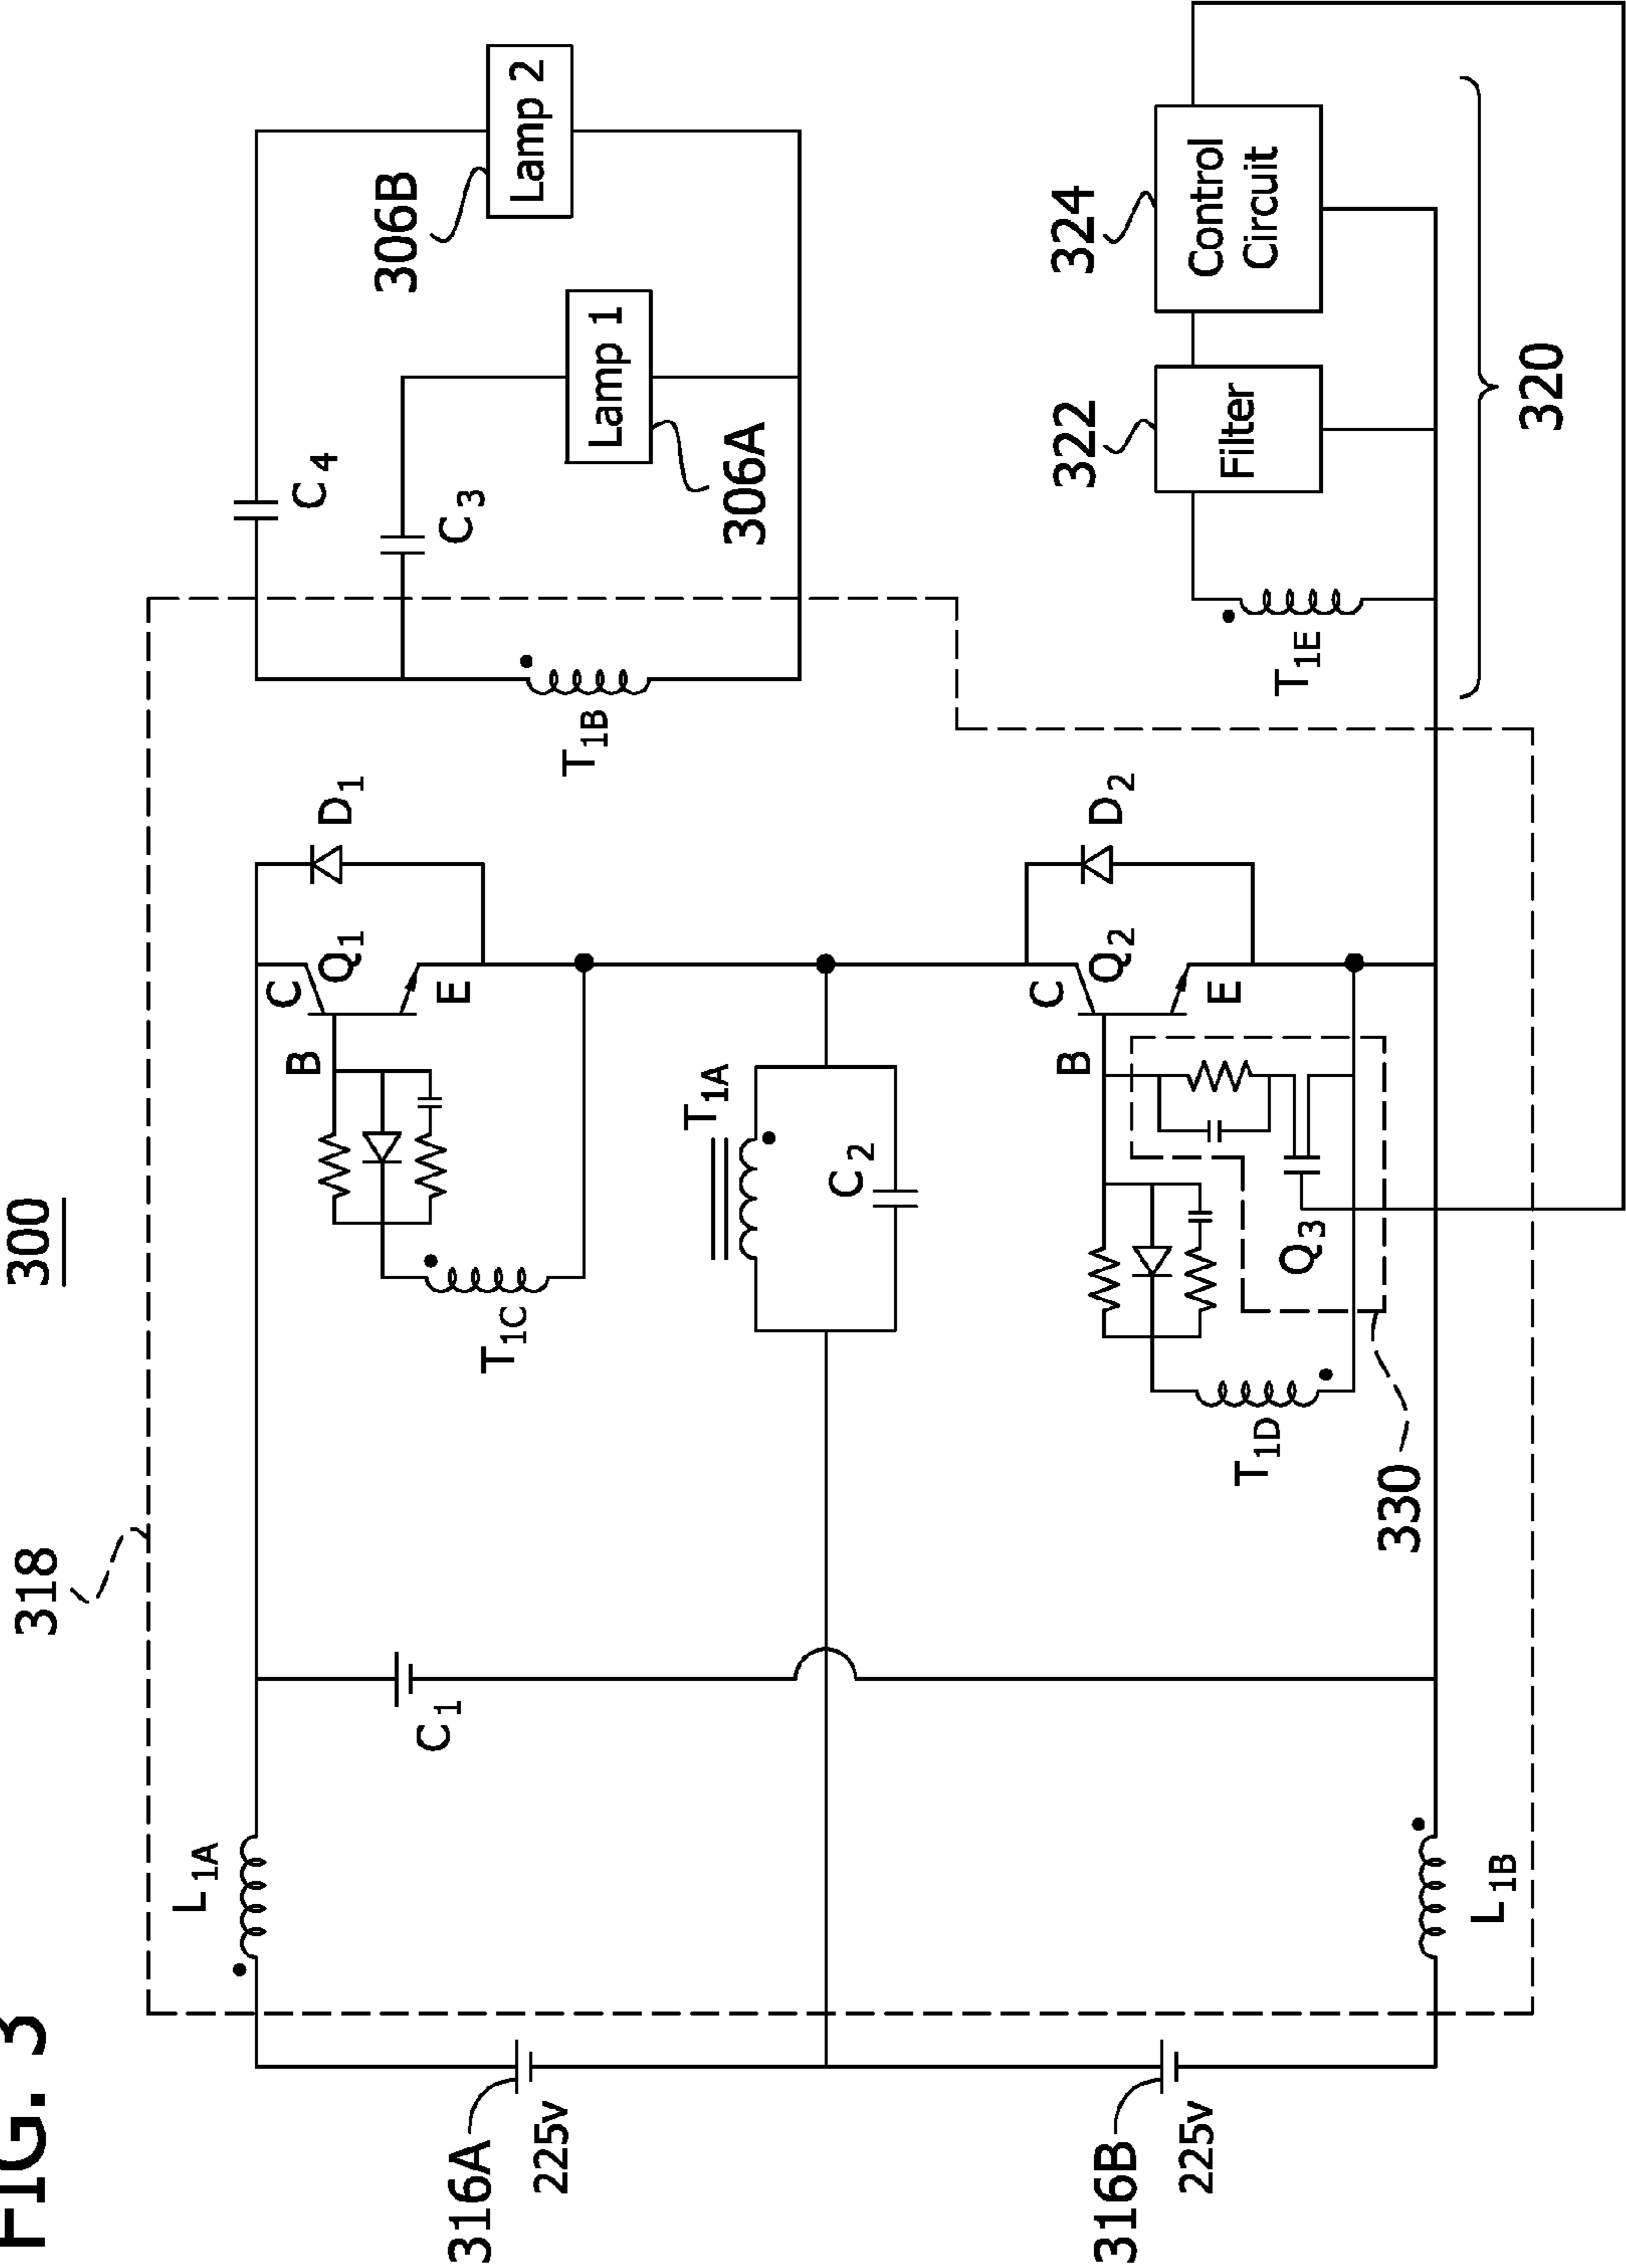 FIG. 3
300
318
L1A
C1
316A
225v
316B
225v
L1B
C
B
Q1
E
D1
T1C
T1A
C2
C
B
Q2
E
D2
Q3
T1D
330
T1B
C4
C3
Lamp 1
306A
Lamp 2
306B
T1E
322
Filter
324
Control
Circuit
320